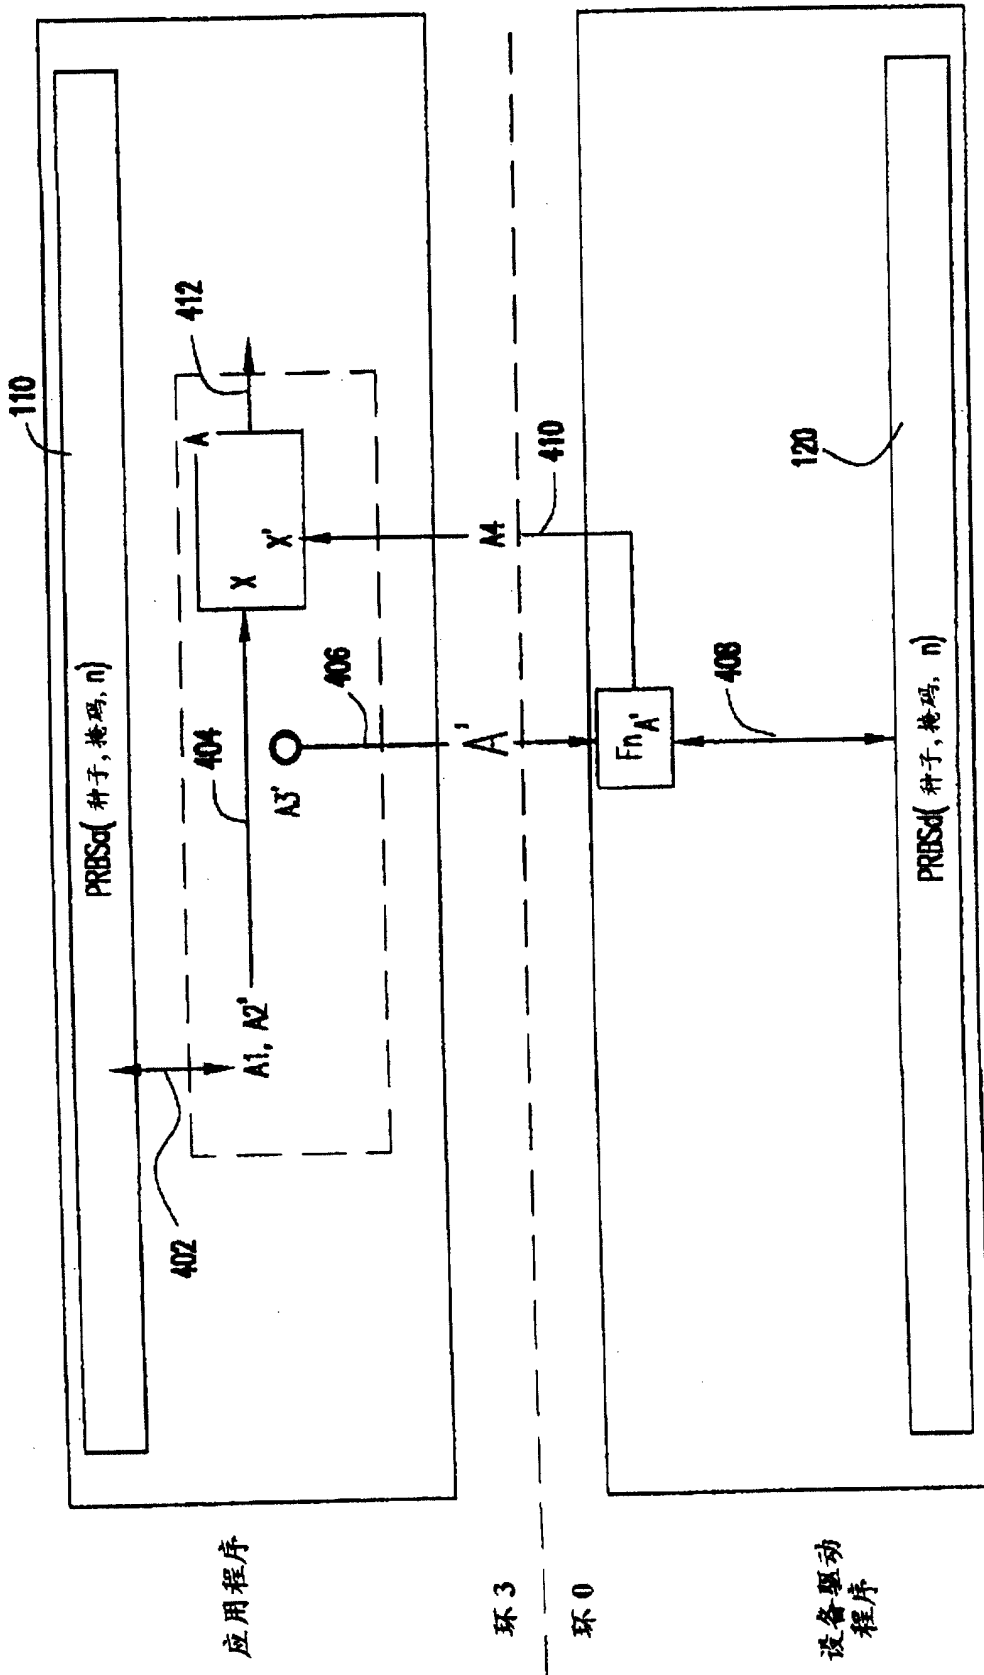 110
PRBSa( 种子, 掩码, n)
402
A1, A2'
404
A3'
406
X
X'
A
412
应用程序
A'
A4
410
环 3
环 0
Fn A'
408
120
PRBSd( 种子, 掩码, n)
设备驱动
程序